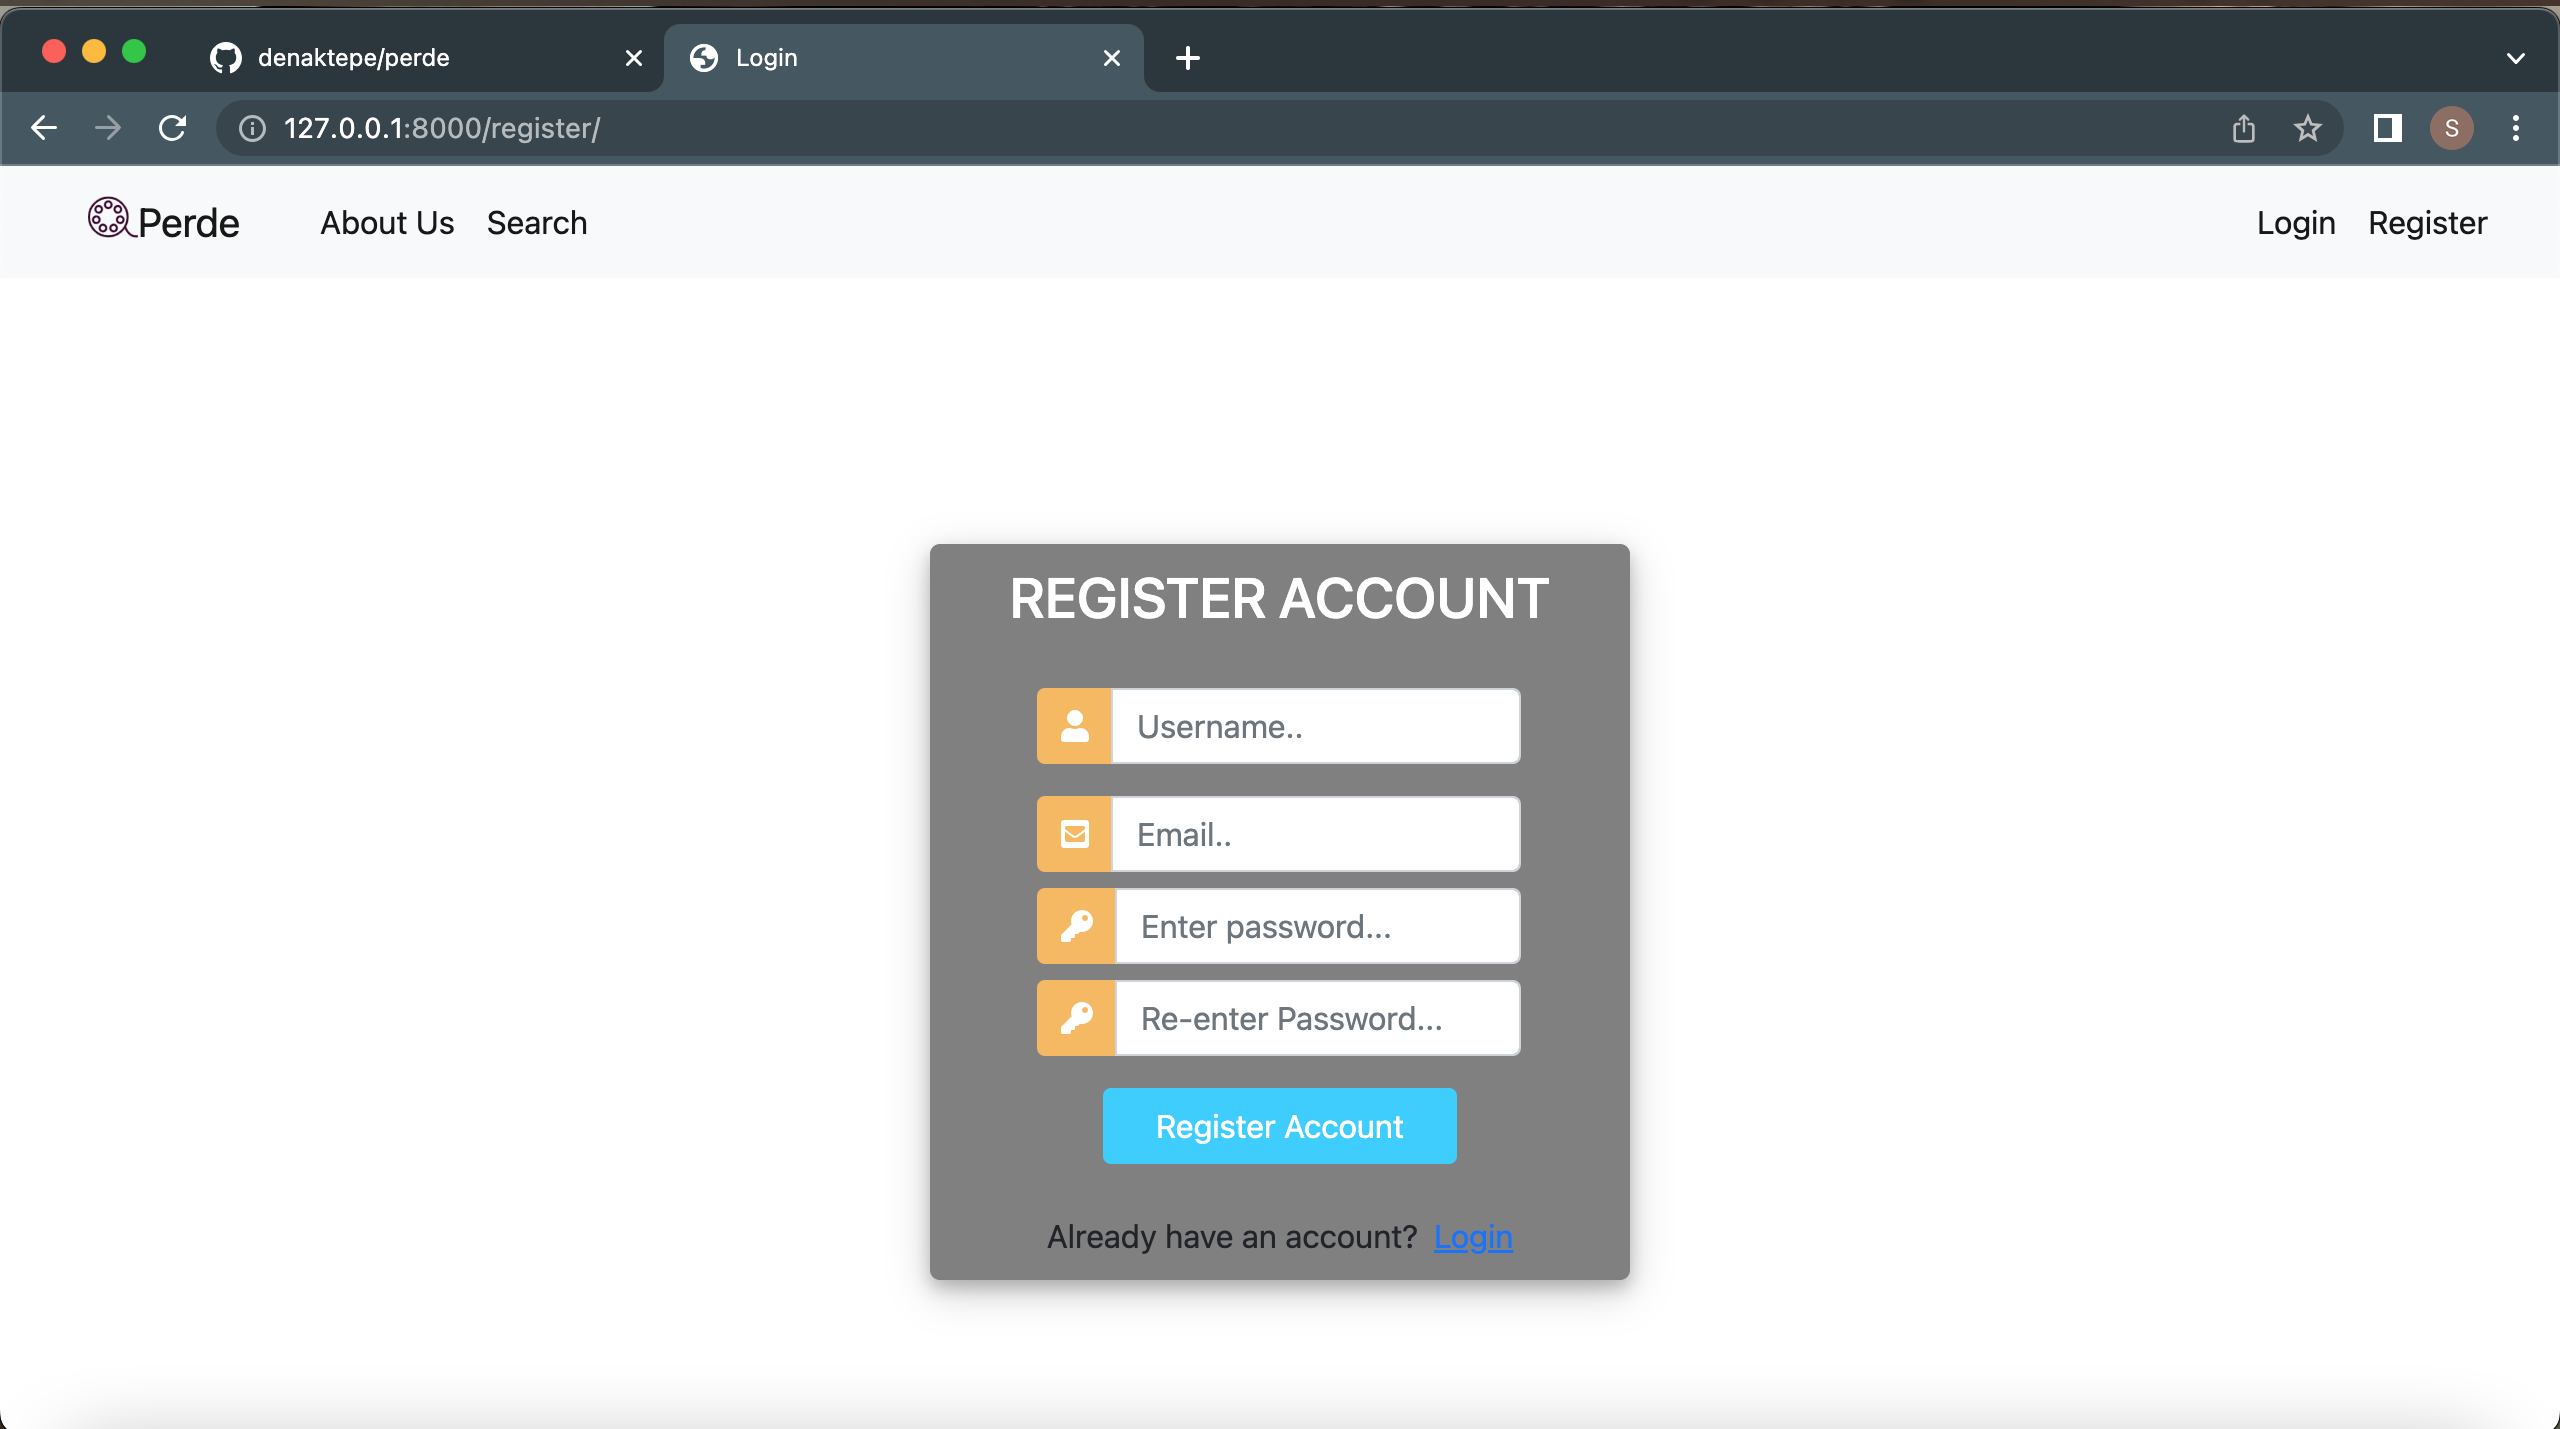 denaktepe/perde
Login
127.0.0.1:8000/register/
S
Perde
About Us
Search
Login
Register
REGISTER ACCOUNT
Username..
Email..
Enter password...
Re-enter Password...
Register Account
Already have an account? Login